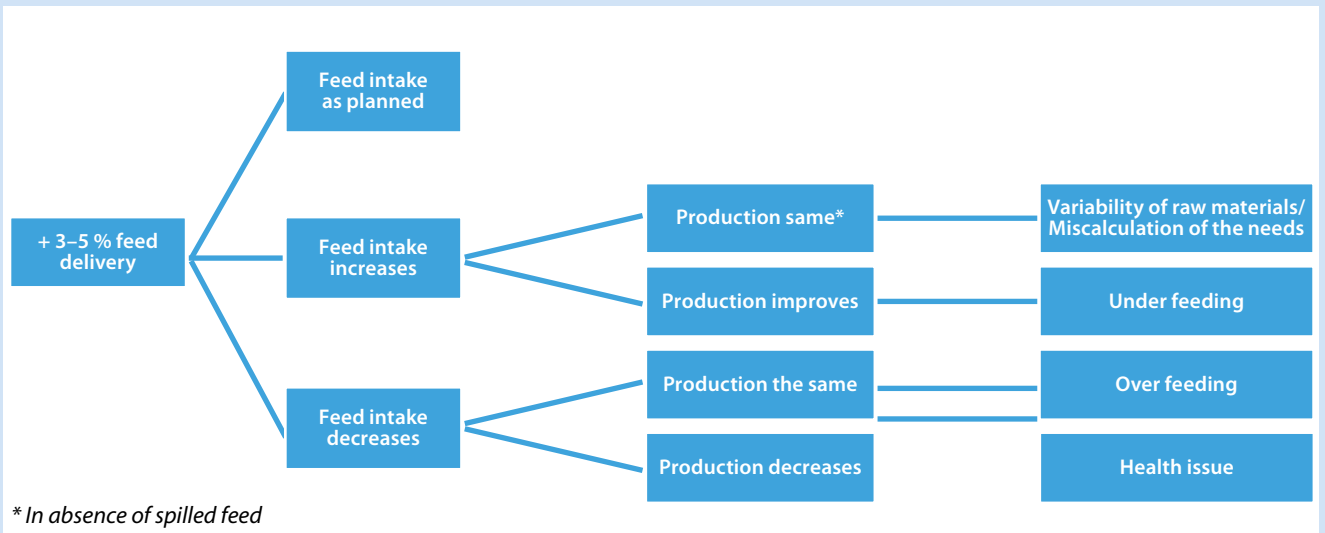 + 3–5 % feed
delivery
Feed intake
as planned
Feed intake
increases
Feed intake
decreases
Production same*
Production improves
Production the same
Production decreases
Variability of raw materials/
Miscalculation of the needs
Under feeding
Over feeding
Health issue
* In absence of spilled feed